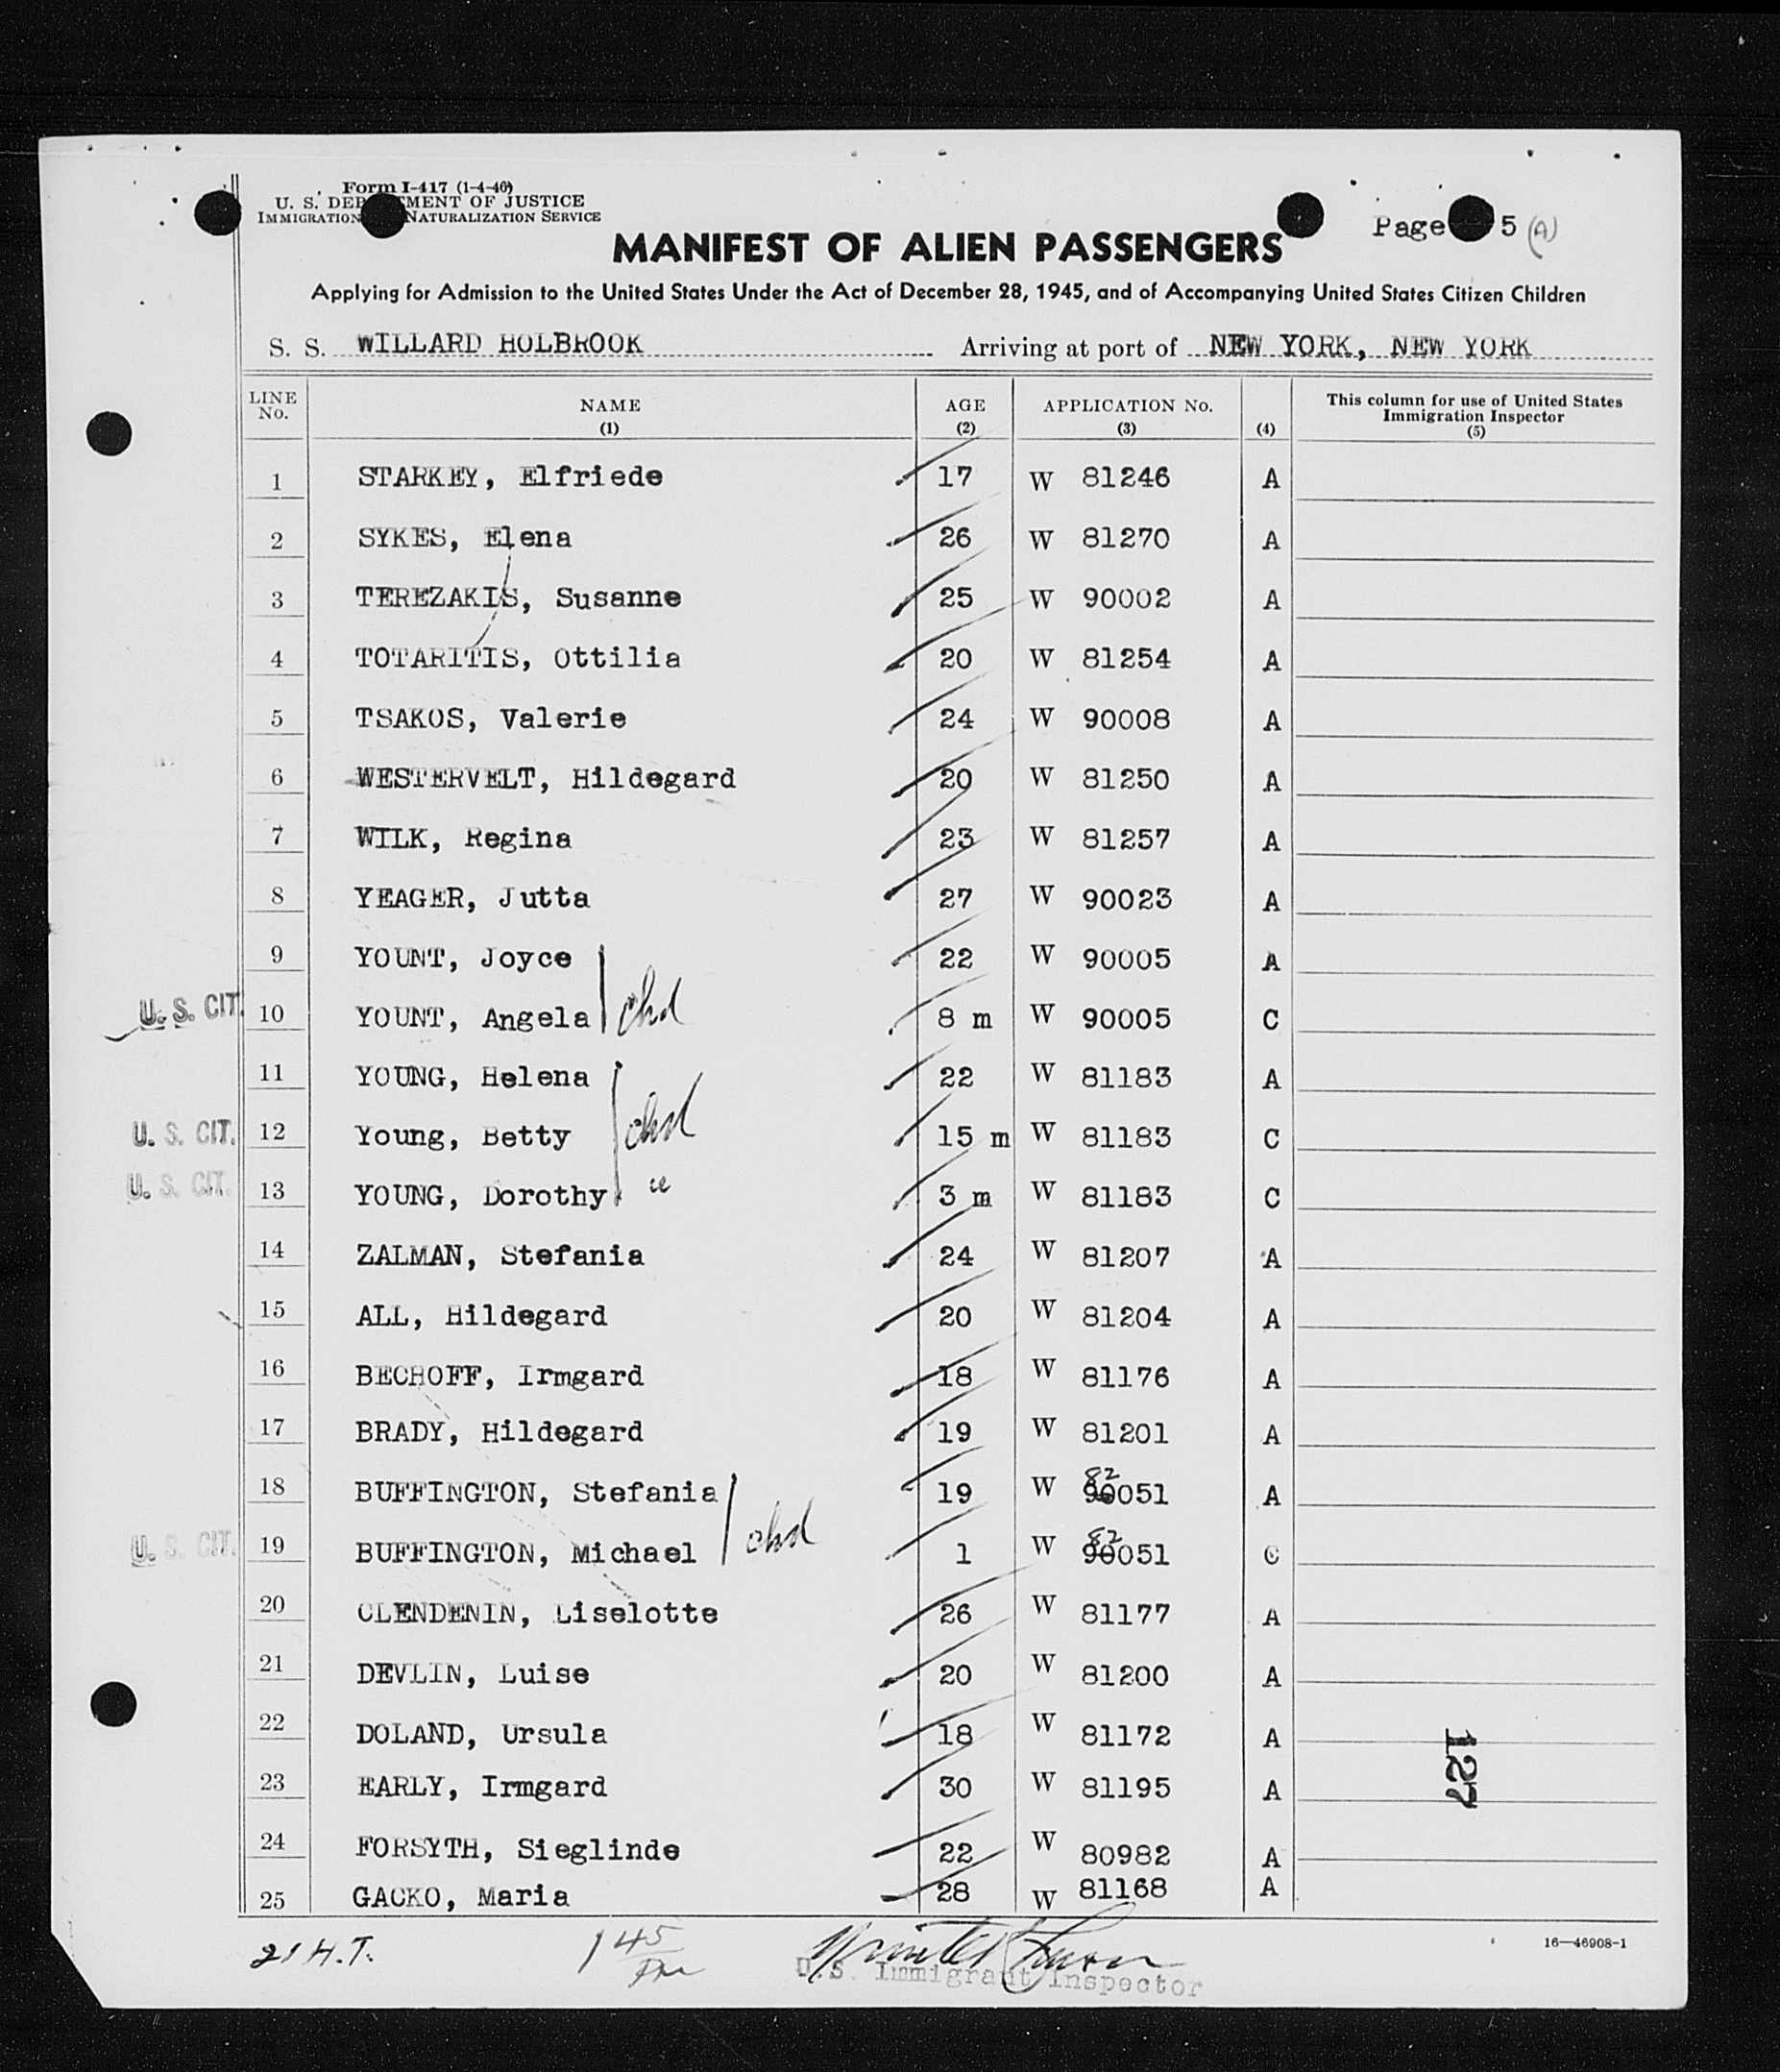 Form I-417 (1-4-46)
U. S. DEP MENT OF JUSTICE
IMMIGRATION NATURALIZATION SERVICE
Page 5 (A)
MANIFEST OF ALIEN PASSENGERS
Applying for Admission to the United States Under the Act of December 28, 1945, and of Accompanying United States Citizen Children
S. S. WILLARD HOLBROOK Arriving at port of NEW YORK, NEW YORK
LINE No. NAME (1) AGE (2) APPLICATION No. (3) (4) This column for use of United States Immigration Inspector (5)
1 STARKEY, Elfriede 17 W 81246 A
2 SYKES, Elena 26 W 81270 A
3 TEREZAKIS, Susanne 25 W 90002 A
4 TOTARITIS, Ottilia 20 W 81254 A
5 TSAKOS, Valerie 24 W 90008 A
6 WESTERVELT, Hildegard 20 W 81250 A
7 WILK, Regina 23 W 81257 A
8 YEAGER, Jutta 27 W 90023 A
9 YOUNT, Joyce 22 W 90005 A
U. S. CIT. 10 YOUNT, Angela chd 8 m W 90005 C
11 YOUNG, Helena 22 W 81183 A
U. S. CIT. 12 Young, Betty chd 15 m W 81183 C
U. S. CIT. 13 YOUNG, Dorothy " 3 m W 81183 C
14 ZALMAN, Stefania 24 W 81207 A
15 ALL, Hildegard 20 W 81204 A
16 BECHOFF, Irmgard 18 W 81176 A
17 BRADY, Hildegard 19 W 81201 A
18 BUFFINGTON, Stefania 19 W 82 90051 A
U. S. CIT. 19 BUFFINGTON, Michael chd 1 W 82 90051 C
20 CLENDENIN, Liselotte 26 W 81177 A
21 DEVLIN, Luise 20 W 81200 A
22 DOLAND, Ursula 18 W 81172 A
23 EARLY, Irmgard 30 W 81195 A
24 FORSYTH, Sieglinde 22 W 80982 A
25 GACKO, Maria 28 W 81168 A
127
21 H.T. 1 45 Pm
U.S. Immigrant Inspector
16—46908-1